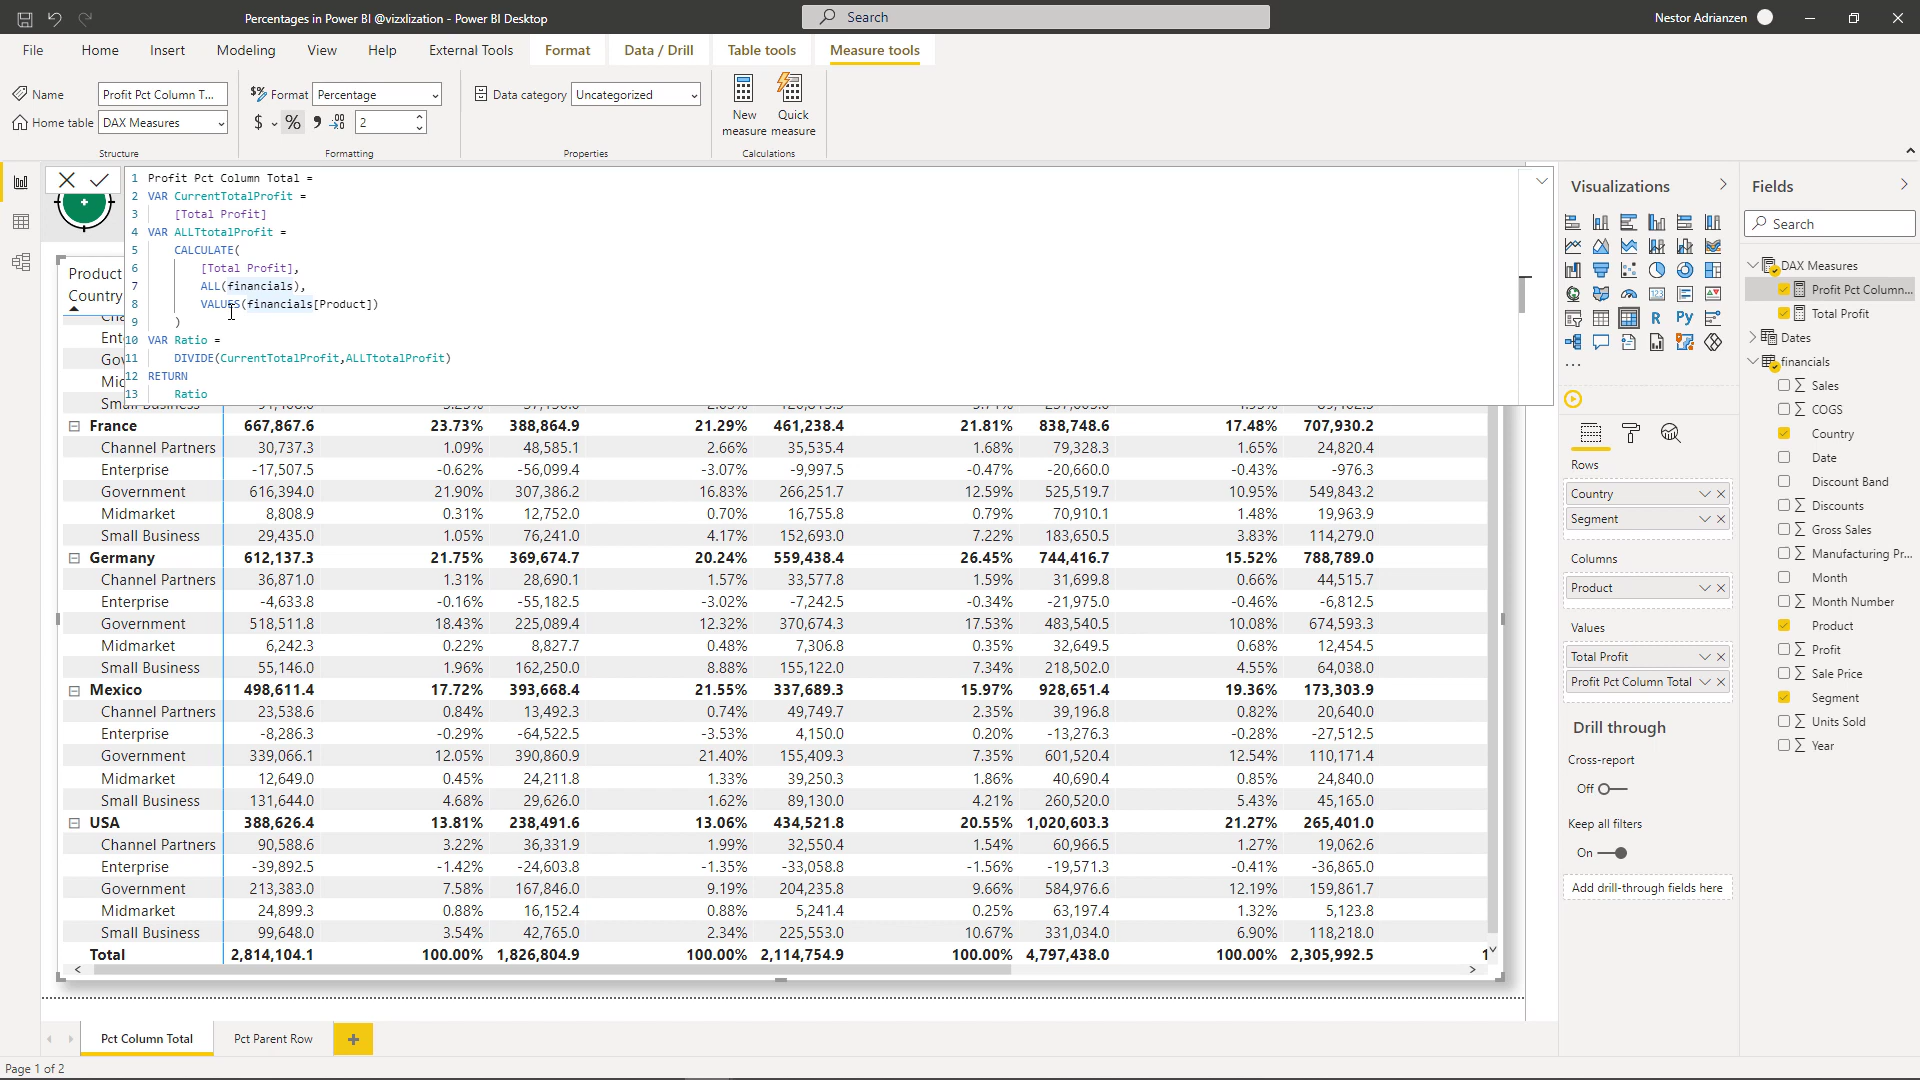 Percentages in Power BI @vizxlization - Power BI Desktop
Search
Nestor Adrianzen
File
Home
Insert
Modeling
View
Help
External Tools
Format
Data / Drill
Table tools
Measure tools
Name
Profit Pct Column T...
Home table
DAX Measures
Structure
Format
Percentage
$
%
2
Formatting
Data category
Uncategorized
Properties
New measure
Quick measure
Calculations
1 Profit Pct Column Total =
2 VAR CurrentTotalProfit =
3 [Total Profit]
4 VAR ALLTtotalProfit =
5 CALCULATE(
6 [Total Profit],
7 ALL(financials),
8 VALUES(financials[Product])
9 )
10 VAR Ratio =
11 DIVIDE(CurrentTotalProfit,ALLTtotalProfit)
12 RETURN
13 Ratio
Product
Country
France 667,867.6 23.73% 388,864.9 21.29% 461,238.4 21.81% 838,748.6 17.48% 707,930.2
Channel Partners 30,737.3 1.09% 48,585.1 2.66% 35,535.4 1.68% 79,328.3 1.65% 24,820.4
Enterprise -17,507.5 -0.62% -56,099.4 -3.07% -9,997.5 -0.47% -20,660.0 -0.43% -976.3
Government 616,394.0 21.90% 307,386.2 16.83% 266,251.7 12.59% 525,519.7 10.95% 549,843.2
Midmarket 8,808.9 0.31% 12,752.0 0.70% 16,755.8 0.79% 70,910.1 1.48% 19,963.9
Small Business 29,435.0 1.05% 76,241.0 4.17% 152,693.0 7.22% 183,650.5 3.83% 114,279.0
Germany 612,137.3 21.75% 369,674.7 20.24% 559,438.4 26.45% 744,416.7 15.52% 788,789.0
Channel Partners 36,871.0 1.31% 28,690.1 1.57% 33,577.8 1.59% 31,699.8 0.66% 44,515.7
Enterprise -4,633.8 -0.16% -55,182.5 -3.02% -7,242.5 -0.34% -21,975.0 -0.46% -6,812.5
Government 518,511.8 18.43% 225,089.4 12.32% 370,674.3 17.53% 483,540.5 10.08% 674,593.3
Midmarket 6,242.3 0.22% 8,827.7 0.48% 7,306.8 0.35% 32,649.5 0.68% 12,454.5
Small Business 55,146.0 1.96% 162,250.0 8.88% 155,122.0 7.34% 218,502.0 4.55% 64,038.0
Mexico 498,611.4 17.72% 393,668.4 21.55% 337,689.3 15.97% 928,651.4 19.36% 173,303.9
Channel Partners 23,538.6 0.84% 13,492.3 0.74% 49,749.7 2.35% 39,196.8 0.82% 20,640.0
Enterprise -8,286.3 -0.29% -64,522.5 -3.53% 4,150.0 0.20% -13,276.3 -0.28% -27,512.5
Government 339,066.1 12.05% 390,860.9 21.40% 155,409.3 7.35% 601,520.4 12.54% 110,171.4
Midmarket 12,649.0 0.45% 24,211.8 1.33% 39,250.3 1.86% 40,690.4 0.85% 24,840.0
Small Business 131,644.0 4.68% 29,626.0 1.62% 89,130.0 4.21% 260,520.0 5.43% 45,165.0
USA 388,626.4 13.81% 238,491.6 13.06% 434,521.8 20.55% 1,020,603.3 21.27% 265,401.0
Channel Partners 90,588.6 3.22% 36,331.9 1.99% 32,550.4 1.54% 60,966.5 1.27% 19,062.6
Enterprise -39,892.5 -1.42% -24,603.8 -1.35% -33,058.8 -1.56% -19,571.3 -0.41% -36,865.0
Government 213,383.0 7.58% 167,846.0 9.19% 204,235.8 9.66% 584,976.6 12.19% 159,861.7
Midmarket 24,899.3 0.88% 16,152.4 0.88% 5,241.4 0.25% 63,197.4 1.32% 5,123.8
Small Business 99,648.0 3.54% 42,765.0 2.34% 225,553.0 10.67% 331,034.0 6.90% 118,218.0
Total 2,814,104.1 100.00% 1,826,804.9 100.00% 2,114,754.9 100.00% 4,797,438.0 100.00% 2,305,992.5 1
Pct Column Total
Pct Parent Row
Page 1 of 2
Visualizations
R
Py
...
Rows
Country
Segment
Columns
Product
Values
Total Profit
Profit Pct Column Total
Drill through
Cross-report
Off
Keep all filters
On
Add drill-through fields here
Fields
Search
DAX Measures
Profit Pct Column...
Total Profit
Dates
financials
Sales
COGS
Country
Date
Discount Band
Discounts
Gross Sales
Manufacturing Pr...
Month
Month Number
Product
Profit
Sale Price
Segment
Units Sold
Year